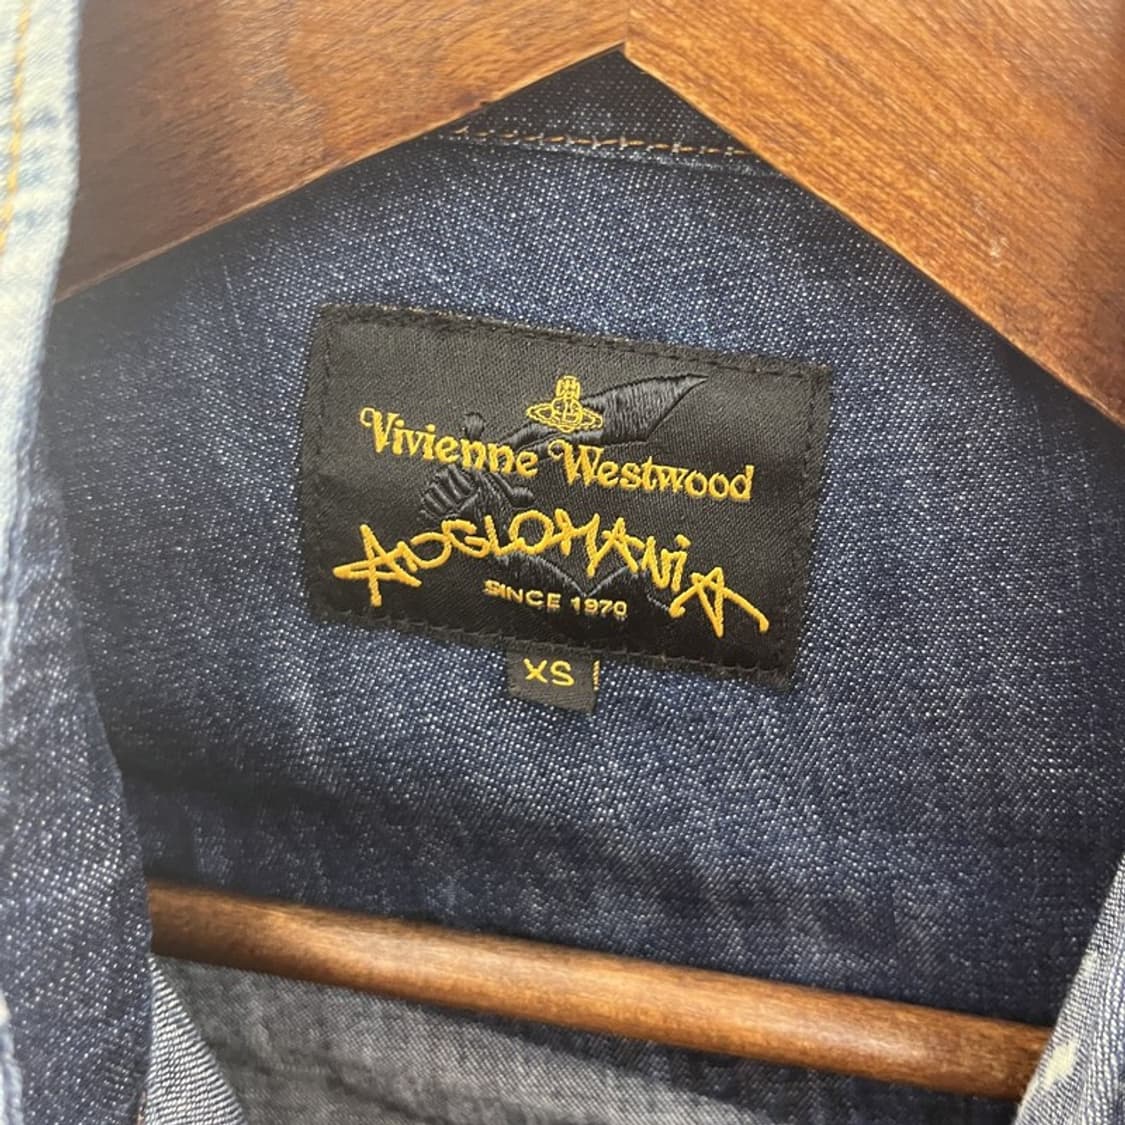 Vivienne Westwood
ANGLOMANIA
SINCE 1970
XS